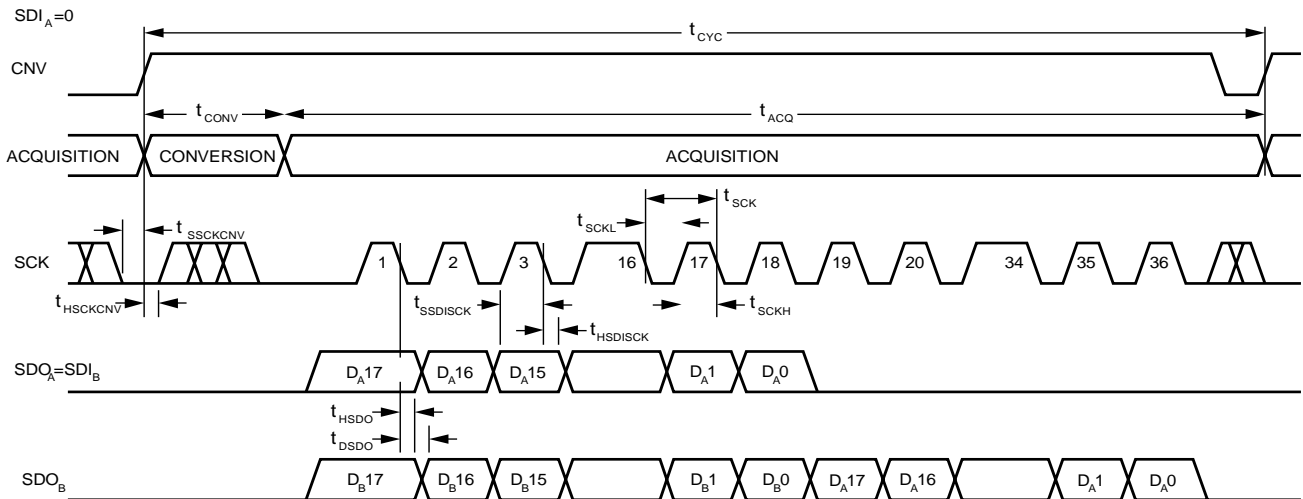 SDIA=0
tCYC
CNV
tCONV tACQ
ACQUISITION CONVERSION ACQUISITION
tSCK
tSCKL
tSSCKCNV
SCK 1 2 3 16 17 18 19 20 34 35 36
tHSCKCNV tSSDISCK tHSDISCK tSCKH
SDOA=SDIB DA17 DA16 DA15 DA1 DA0
tHSDO
tDSDO
SDOB DB17 DB16 DB15 DB1 DB0 DA17 DA16 DA1 DA0